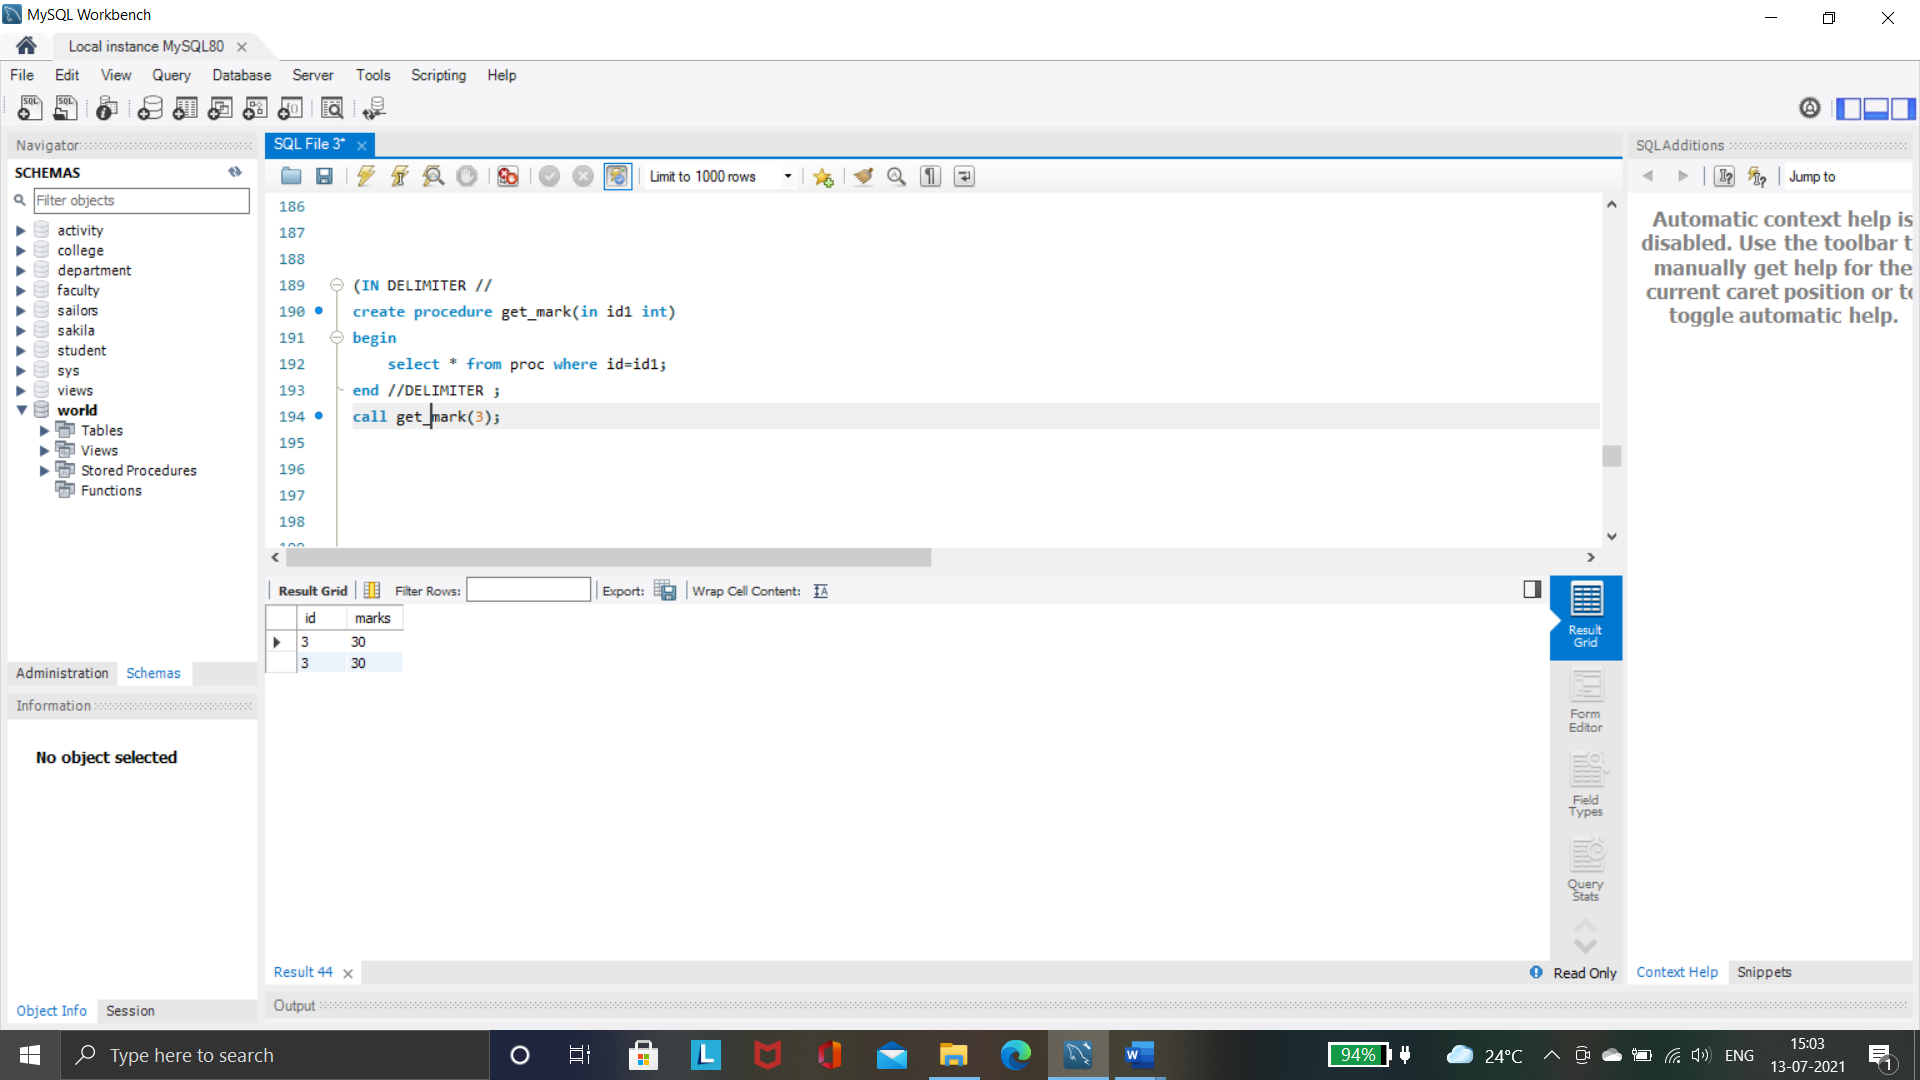 MySQL Workbench
Local instance MySQL80
File Edit View Query Database Server Tools Scripting Help
Navigator
SCHEMAS
Filter objects
activity
college
department
faculty
sailors
sakila
student
sys
views
world
Tables
Views
Stored Procedures
Functions
Administration Schemas
Information
No object selected
Object Info Session
SQL File 3*
Limit to 1000 rows
186
187
188
189 (IN DELIMITER //
190 create procedure get_mark(in id1 int)
191 begin
192 select * from proc where id=id1;
193 end //DELIMITER ;
194 call get_mark(3);
195
196
197
198
Result Grid Filter Rows: Export: Wrap Cell Content:
id marks
3 30
3 30
Result Grid
Form Editor
Field Types
Query Stats
Result 44
Read Only
Output
SQLAdditions
Jump to
Automatic context help is
disabled. Use the toolbar t
manually get help for the
current caret position or to
toggle automatic help.
Context Help Snippets
Type here to search
94%
24°C
ENG
15:03
13-07-2021
1